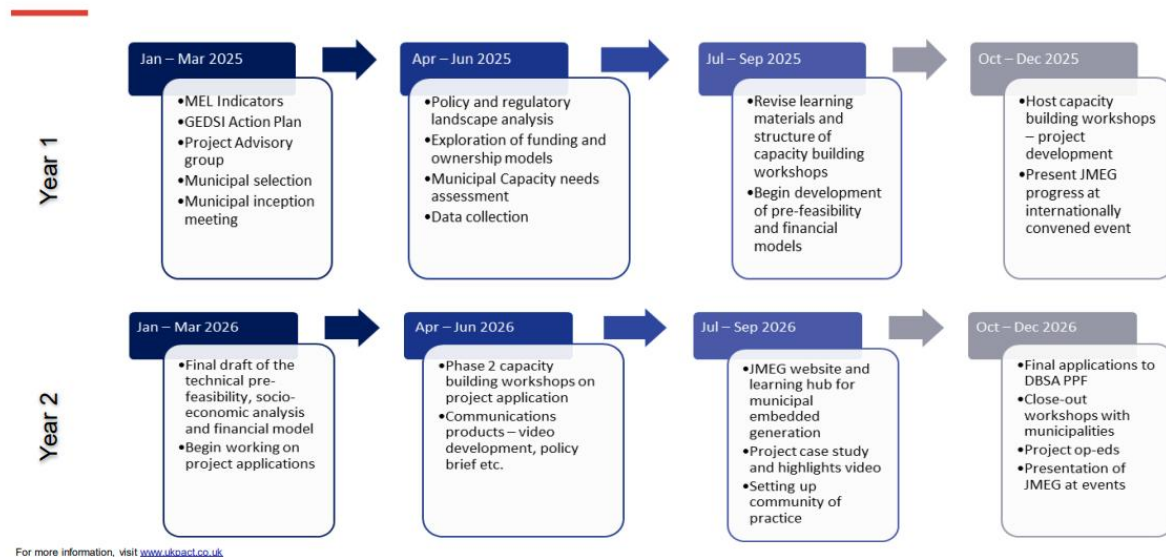 Year 1
Jan – Mar 2025
•MEL Indicators
•GEDSI Action Plan
•Project Advisory
group
•Municipal selection
•Municipal inception
meeting
Apr – Jun 2025
•Policy and regulatory
landscape analysis
•Exploration of funding and
ownership models
•Municipal Capacity needs
assessment
•Data collection
Jul – Sep 2025
•Revise learning
materials and
structure of
capacity building
workshops
•Begin development
of pre-feasibility
and financial
models
Oct – Dec 2025
•Host capacity
building workshops
– project
development
•Present JMEG
progress at
internationally
convened event
Year 2
Jan – Mar 2026
•Final draft of the
technical pre-
feasibility, socio-
economic analysis
and financial model
•Begin working on
project applications
Apr – Jun 2026
•Phase 2 capacity
building workshops on
project application
•Communications
products – video
development, policy
brief etc.
Jul – Sep 2026
•JMEG website and
learning hub for
municipal
embedded
generation
•Project case study
and highlights video
•Setting up
community of
practice
Oct – Dec 2026
•Final applications to
DBSA PPF
•Close-out
workshops with
municipalities
•Project op-eds
•Presentation of
JMEG at events
For more information, visit www.ukpact.co.uk